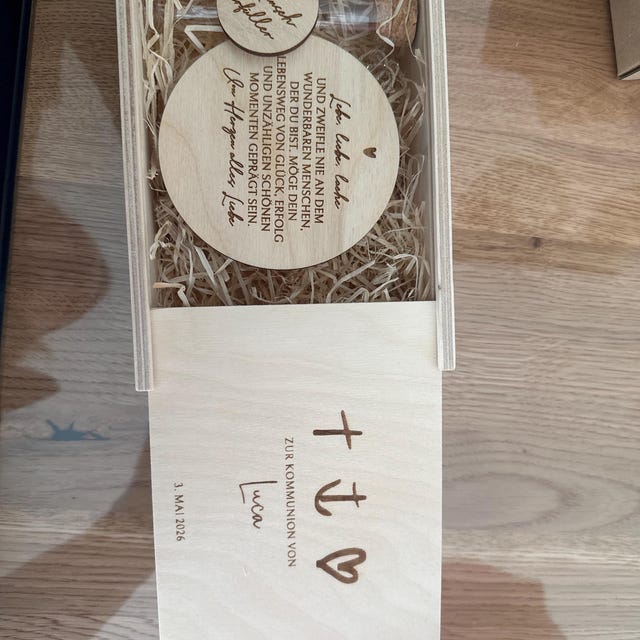 Lebe, liebe, lache
UND ZWEIFLE NIE AN DEM
WUNDERBAREN MENSCHEN,
DER DU BIST. MÖGE DEIN
LEBENSWEG VON GLÜCK, ERFOLG
UND UNZÄHLIGEN SCHÖNEN
MOMENTEN GEPRÄGT SEIN.
Von Herzen alles Liebe
ZUR KOMMUNION VON
Luca
3. MAI 2026